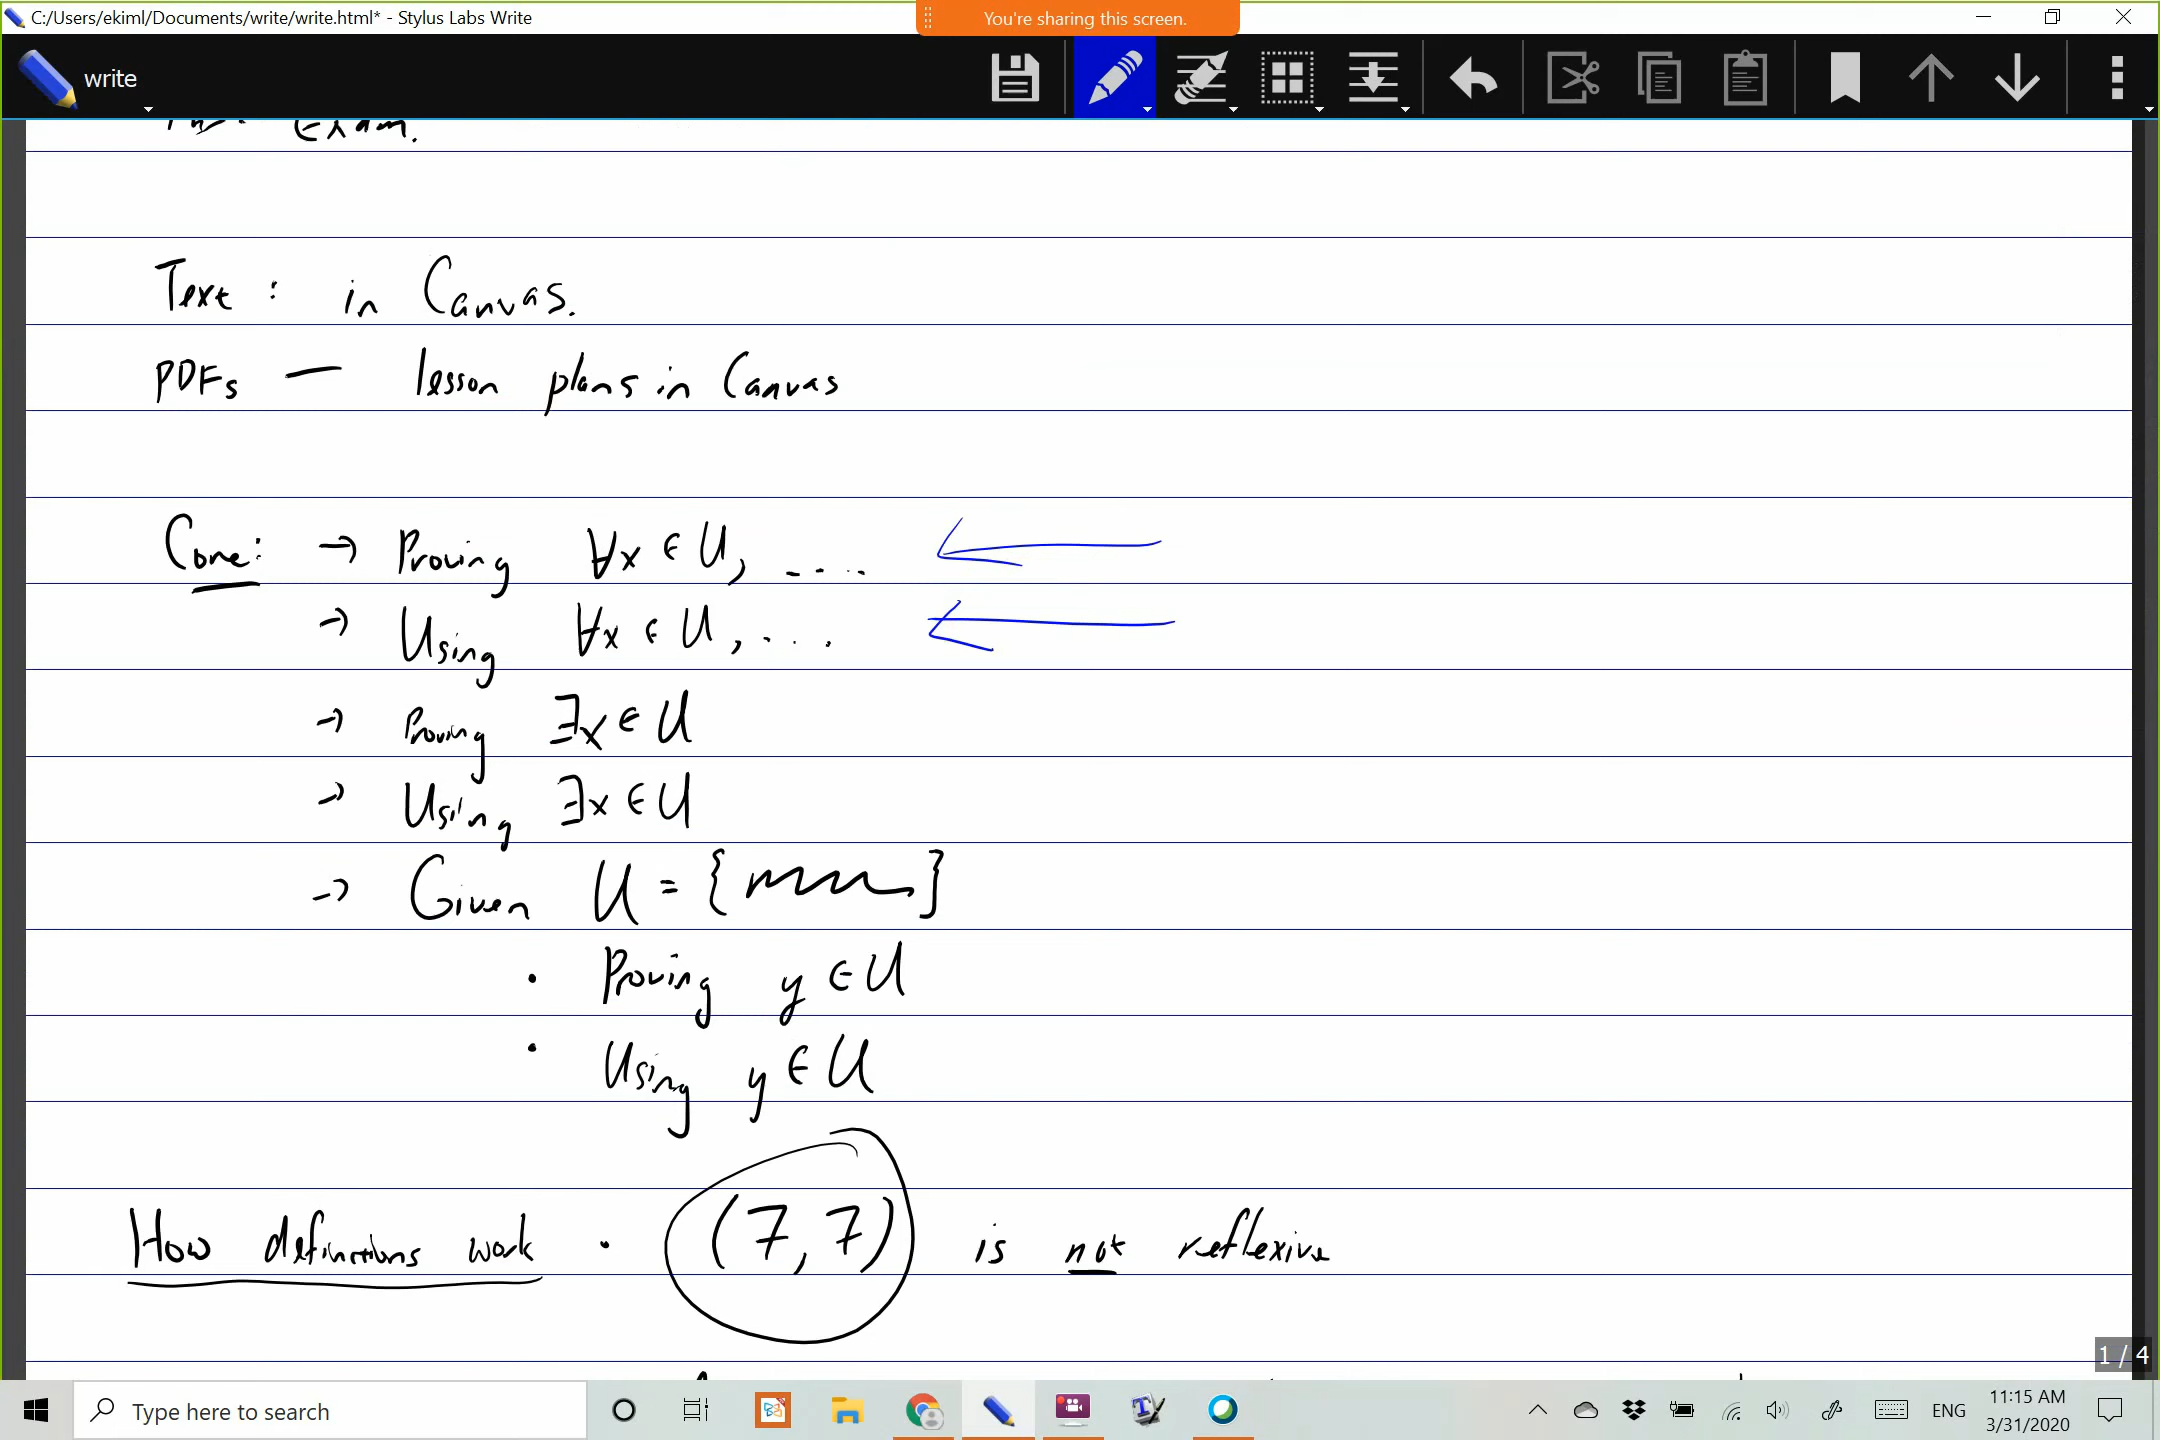 C:/Users/ekiml/Documents/write/write.html* - Stylus Labs Write
You're sharing this screen.
write
Exam.
Text: in Canvas.
PDFs — lesson plans in Canvas
Core: → Proving ∀x ∈ U, ....
→ Using ∀x ∈ U, ...
→ Proving ∃x ∈ U
→ Using ∃x ∈ U
→ Given U = { }
• Proving y ∈ U
• Using y ∈ U
How definitions work • (7, 7) is not reflexive
1 / 4
Type here to search
ENG
11:15 AM
3/31/2020